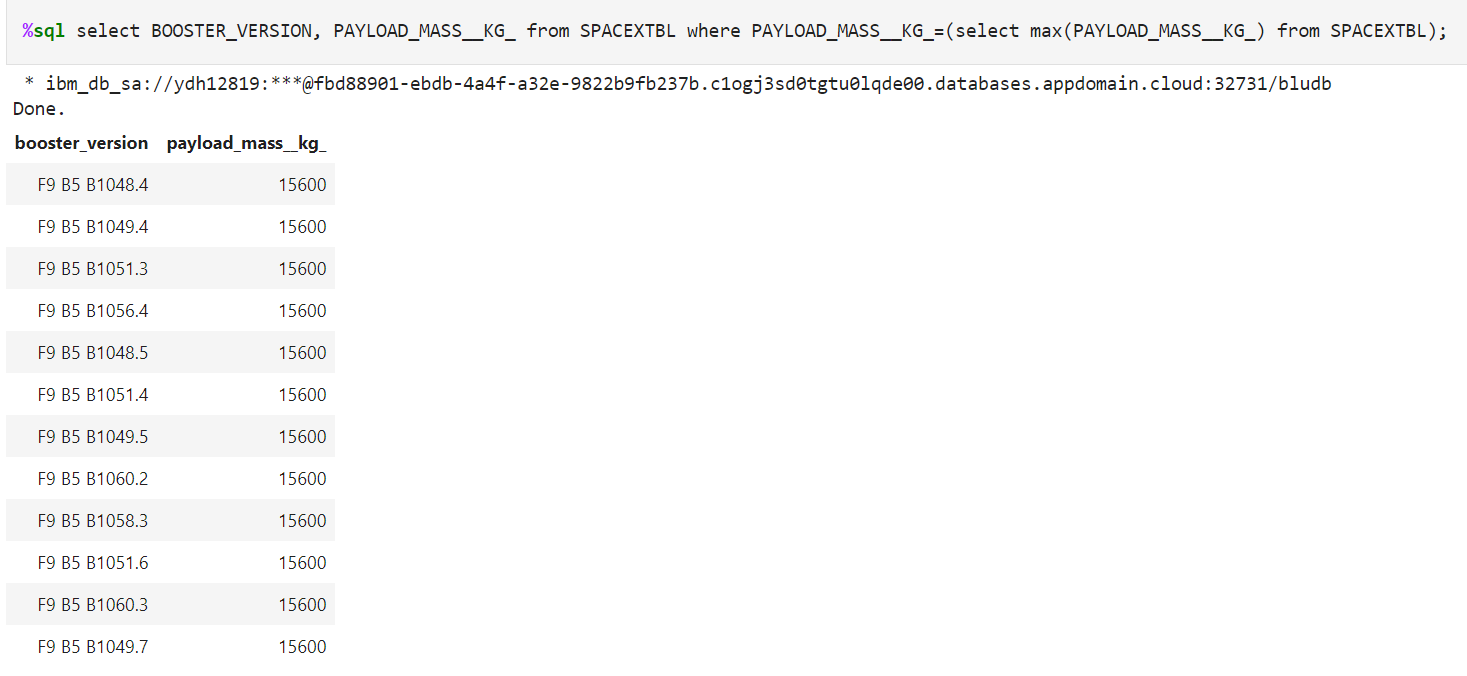 %sql select BOOSTER_VERSION, PAYLOAD_MASS__KG_ from SPACEXTBL where PAYLOAD_MASS__KG_=(select max(PAYLOAD_MASS__KG_) from SPACEXTBL);
* ibm_db_sa://ydh12819:***@fbd88901-ebdb-4a4f-a32e-9822b9fb237b.c1ogj3sd0tgtu0lqde00.databases.appdomain.cloud:32731/bludb
Done.
booster_version payload_mass__kg_
F9 B5 B1048.4 15600
F9 B5 B1049.4 15600
F9 B5 B1051.3 15600
F9 B5 B1056.4 15600
F9 B5 B1048.5 15600
F9 B5 B1051.4 15600
F9 B5 B1049.5 15600
F9 B5 B1060.2 15600
F9 B5 B1058.3 15600
F9 B5 B1051.6 15600
F9 B5 B1060.3 15600
F9 B5 B1049.7 15600